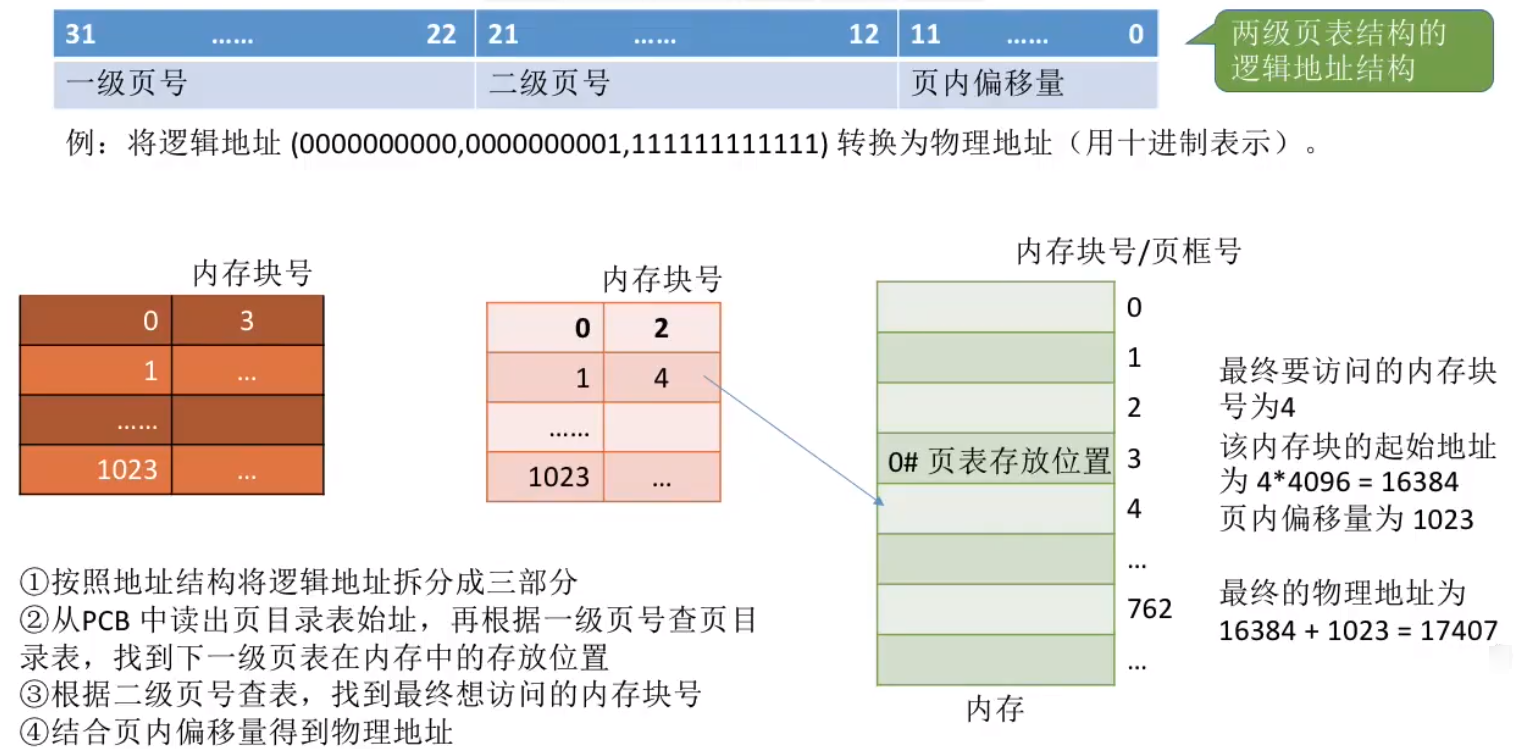 31 …… 22 21 …… 12 11 …… 0
一级页号 二级页号 页内偏移量
两级页表结构的
逻辑地址结构
例：将逻辑地址 (0000000000,0000000001,111111111111) 转换为物理地址（用十进制表示）。
内存块号
0 3
1 …
……
1023 …
内存块号
0 2
1 4
……
1023 …
内存块号/页框号
0
1
2
0# 页表存放位置 3
4
…
762
…
内存
最终要访问的内存块
号为4
该内存块的起始地址
为 4*4096 = 16384
页内偏移量为 1023
最终的物理地址为
16384 + 1023 = 17407
①按照地址结构将逻辑地址拆分成三部分
②从PCB 中读出页目录表始址，再根据一级页号查页目
录表，找到下一级页表在内存中的存放位置
③根据二级页号查表，找到最终想访问的内存块号
④结合页内偏移量得到物理地址